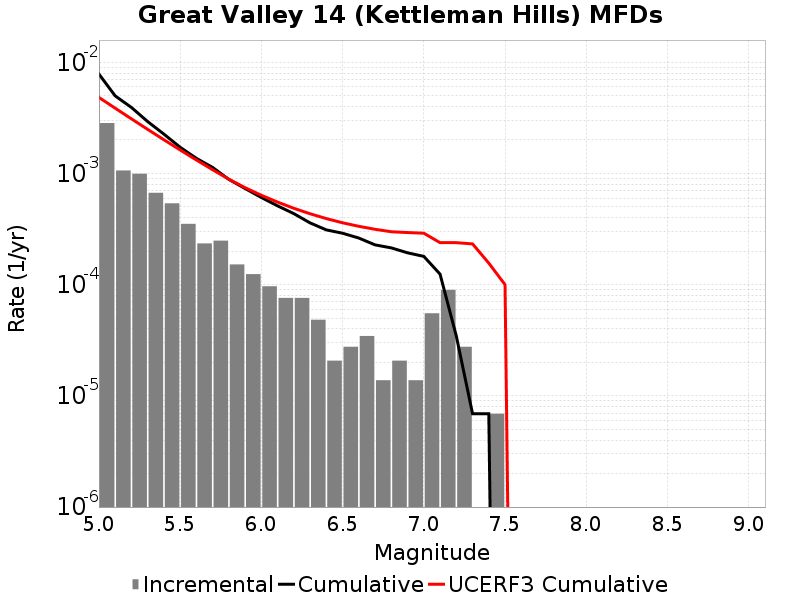 Great Valley 14 (Kettleman Hills) MFDs
10-2
10-3
10-4
10-5
10-6
Rate (1/yr)
5.0 5.5 6.0 6.5 7.0 7.5 8.0 8.5 9.0
Magnitude
Incremental Cumulative UCERF3 Cumulative